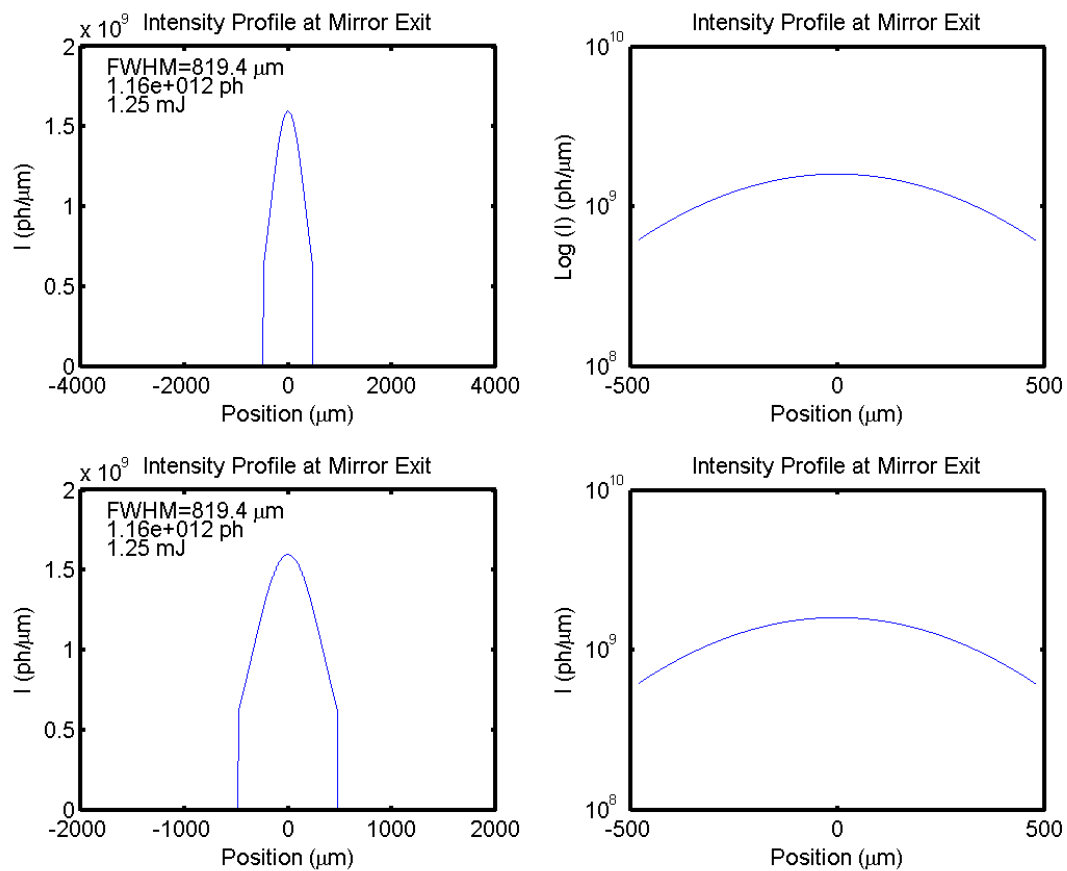 Intensity Profile at Mirror Exit
x 10^9
2
1.5
1
0.5
0
I (ph/μm)
FWHM=819.4 μm
1.16e+012 ph
1.25 mJ
-4000 -2000 0 2000 4000
Position (μm)
Intensity Profile at Mirror Exit
10^10
10^9
10^8
Log (I) (ph/μm)
-500 0 500
Position (μm)
x 10^9 Intensity Profile at Mirror Exit
2
1.5
1
0.5
0
I (ph/μm)
FWHM=819.4 μm
1.16e+012 ph
1.25 mJ
-2000 -1000 0 1000 2000
Position (μm)
Intensity Profile at Mirror Exit
10^10
10^9
10^8
I (ph/μm)
-500 0 500
Position (μm)